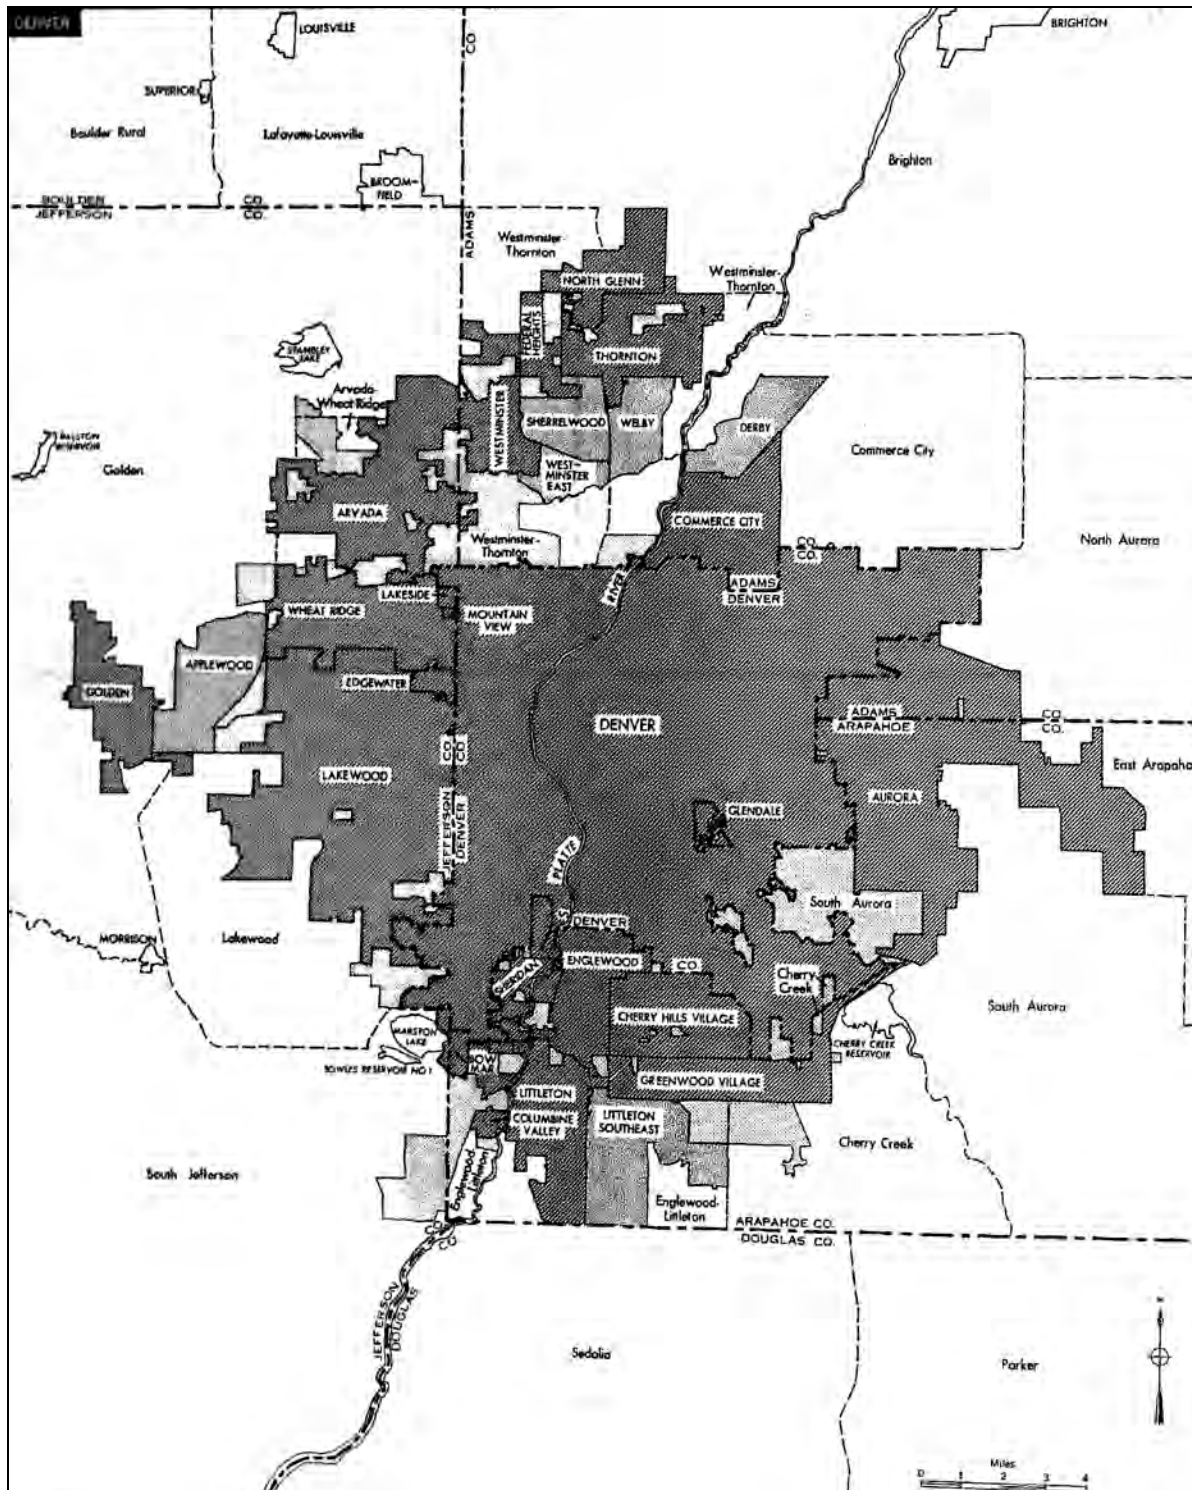 DENVER
LOUISVILLE
CO.
BRIGHTON
SUPERIOR
Boulder Rural
Lafayette-Louisville
Brighton
BROOM-
FIELD
BOULDER CO.
JEFFERSON CO.
ADAMS
Westminster-
Thornton
Westminster-
Thornton
NORTH GLENN
FEDERAL
HEIGHTS
THORNTON
STANDLEY
LAKE
Arvada-
Wheat Ridge
WESTMINSTER
SHERRELWOOD
WELBY
DERBY
RALSTON
RESERVOIR
Golden
Commerce City
WEST-
MINSTER
EAST
ARVADA
COMMERCE CITY
Westminster-
Thornton
North Aurora
CO.
CO.
ADAMS
DENVER
RIVER
LAKESIDE
WHEAT RIDGE
MOUNTAIN
VIEW
APPLEWOOD
EDGEWATER
GOLDEN
DENVER
ADAMS CO.
ARAPAHOE CO.
JEFFERSON CO.
DENVER CO.
LAKEWOOD
East Arapaho
AURORA
GLENDALE
PLATTE
South Aurora
S.
DENVER
MORRISON
Lakewood
ENGLEWOOD
CO.
SHERIDAN
Cherry
Creek
South Aurora
CHERRY HILLS VILLAGE
MARSTON
LAKE
CHERRY CREEK
RESERVOIR
BOWLES RESERVOIR NO 1
BOW
MAR
GREENWOOD VILLAGE
LITTLETON
COLUMBINE
VALLEY
LITTLETON
SOUTHEAST
Cherry Creek
South Jefferson
Englewood-
Littleton
Englewood-
Littleton
CO.
CO.
ARAPAHOE CO.
DOUGLAS CO.
JEFFERSON
DOUGLAS
N
Sedalia
Parker
Miles
0 1 2 3 4